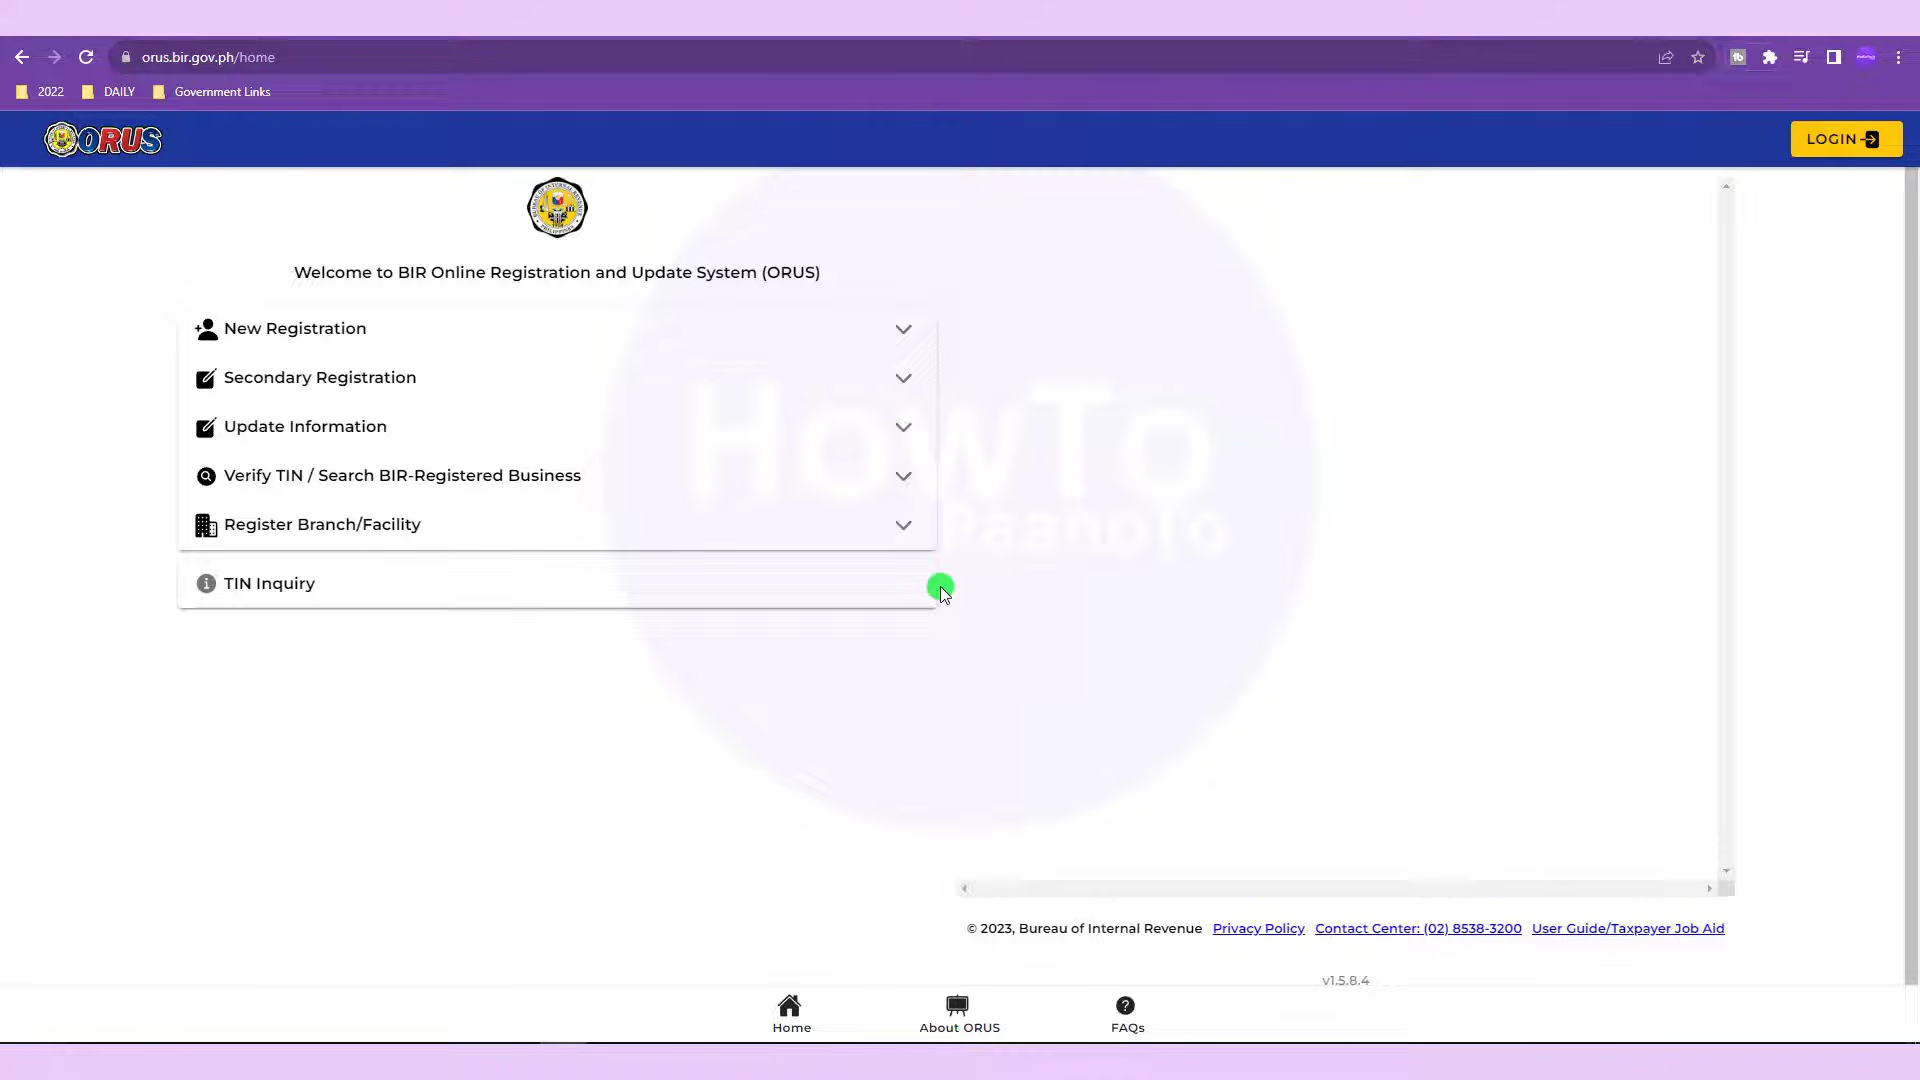 orus.bir.gov.ph/home
2022 DAILY Government Links
ORUS
LOGIN
Welcome to BIR Online Registration and Update System (ORUS)
New Registration
Secondary Registration
Update Information
Verify TIN / Search BIR-Registered Business
Register Branch/Facility
TIN Inquiry
HowTo
PaanoTo
© 2023, Bureau of Internal Revenue Privacy Policy Contact Center: (02) 8538-3200 User Guide/Taxpayer Job Aid
v1.5.8.4
Home About ORUS FAQs